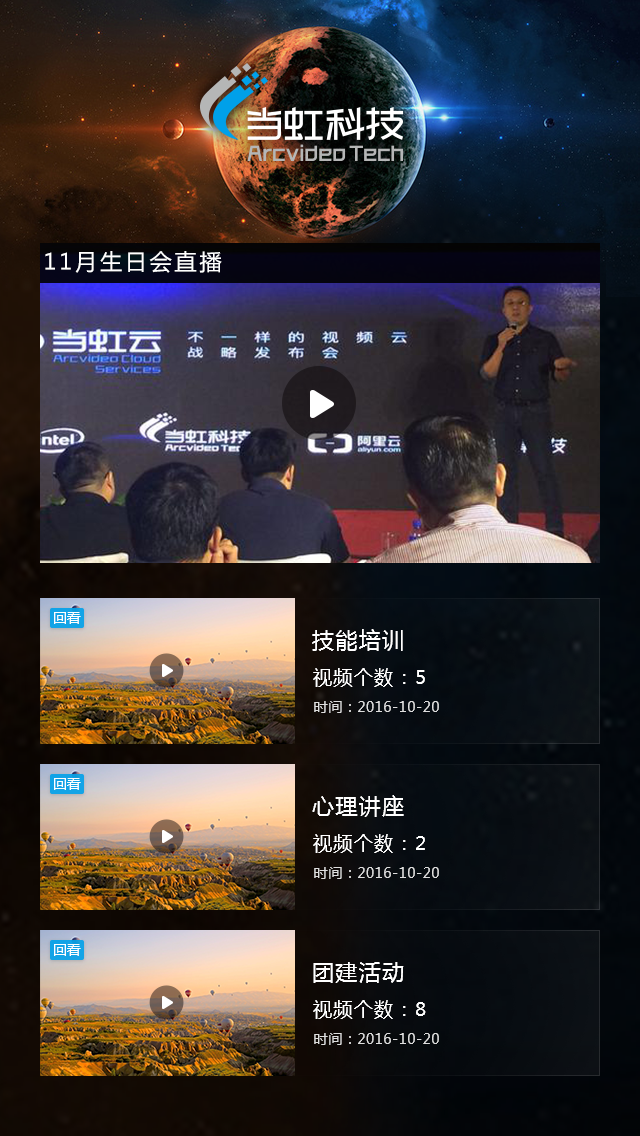 当虹科技
Arcvideo Tech
11月生日会直播
当虹云
Arcvideo Cloud
Services
不一样的视频云
战略发布会
intel
当虹科技
Arcvideo Te
阿里云
aliyun.com
技
回看
技能培训
视频个数：5
时间：2016-10-20
回看
心理讲座
视频个数：2
时间：2016-10-20
回看
团建活动
视频个数：8
时间：2016-10-20